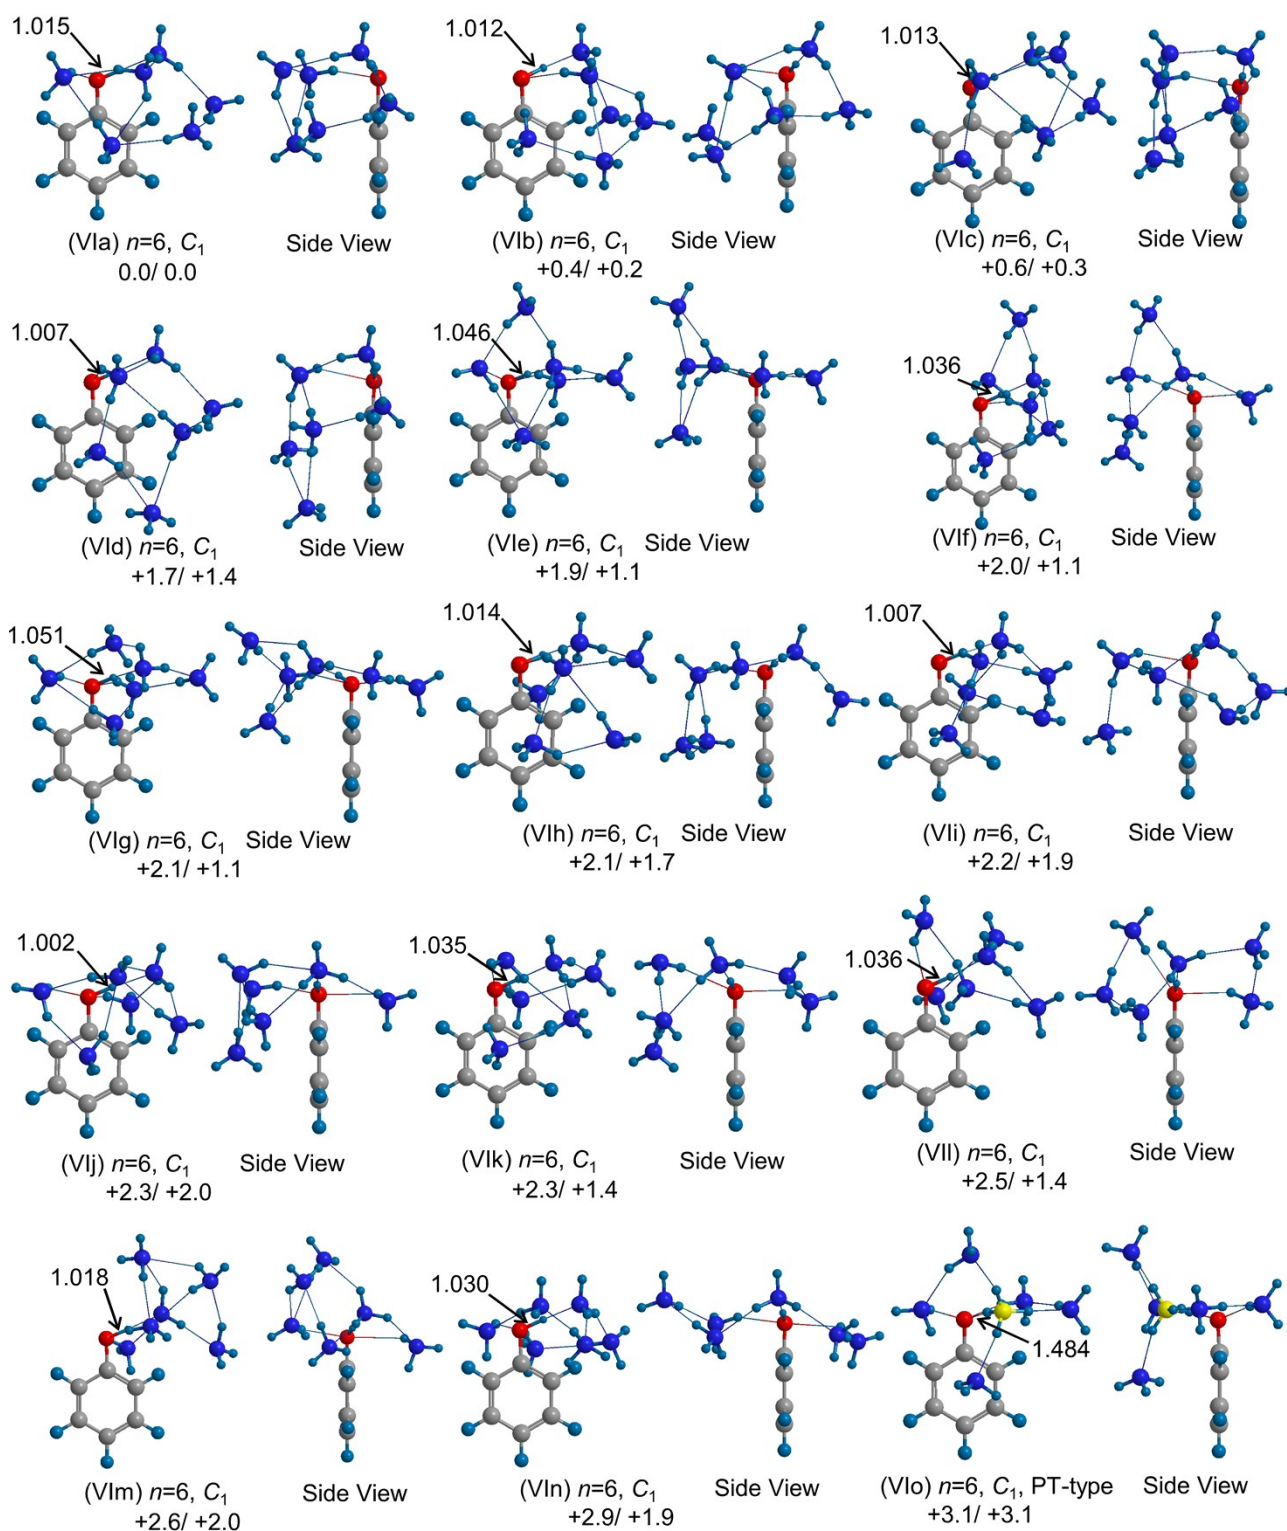 1.015
1.012
1.013
(VIa) n=6, C₁ Side View
0.0/ 0.0
(VIb) n=6, C₁ Side View
+0.4/ +0.2
(VIc) n=6, C₁ Side View
+0.6/ +0.3
1.007
1.046
1.036
(VId) n=6, C₁ Side View
+1.7/ +1.4
(VIe) n=6, C₁ Side View
+1.9/ +1.1
(VIf) n=6, C₁ Side View
+2.0/ +1.1
1.051
1.014
1.007
(VIg) n=6, C₁ Side View
+2.1/ +1.1
(VIh) n=6, C₁ Side View
+2.1/ +1.7
(VIi) n=6, C₁ Side View
+2.2/ +1.9
1.002
1.035
1.036
(VIj) n=6, C₁ Side View
+2.3/ +2.0
(VIk) n=6, C₁ Side View
+2.3/ +1.4
(VIl) n=6, C₁ Side View
+2.5/ +1.4
1.018
1.030
1.484
(VIm) n=6, C₁ Side View
+2.6/ +2.0
(VIn) n=6, C₁ Side View
+2.9/ +1.9
(VIo) n=6, C₁, PT-type Side View
+3.1/ +3.1